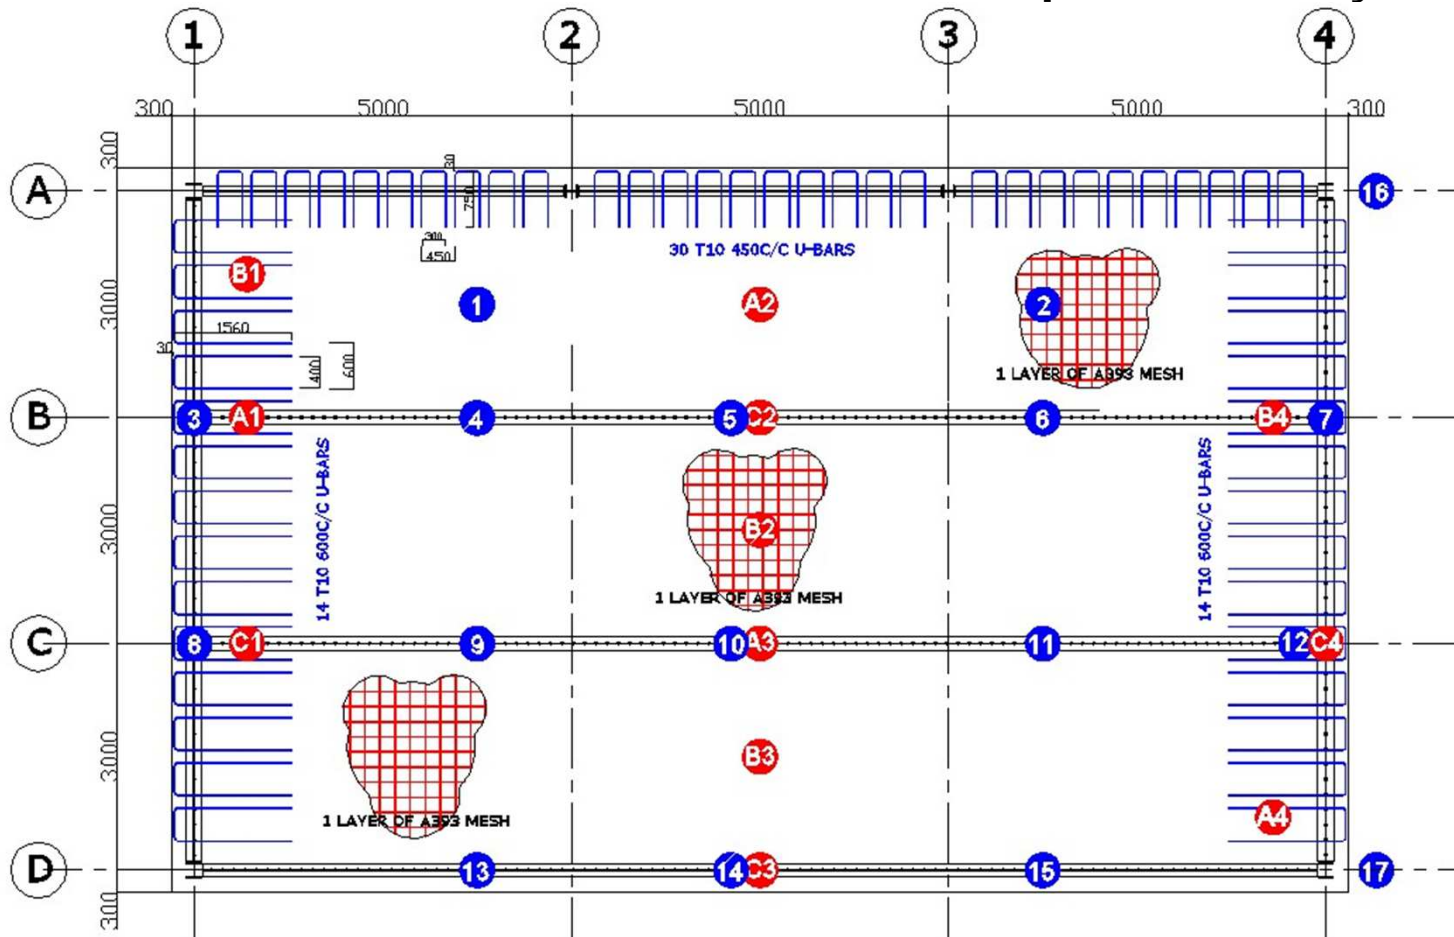 1 2 3 4
300 5000 5000 5000 300
300
A
30
750
16
300
450
30 T10 450C/C U-BARS
B1
1 A2 2
3000
1560
30
400
600
1 LAYER OF A393 MESH
B
3 A1 4 5 C2 6 B4 7
14 T10 600C/C U-BARS
14 T10 600C/C U-BARS
3000
B2
1 LAYER OF A393 MESH
C
8 C1 9 10 A3 11 12 C4
3000
B3
1 LAYER OF A393 MESH
A4
D
13 14 C3 15 17
300